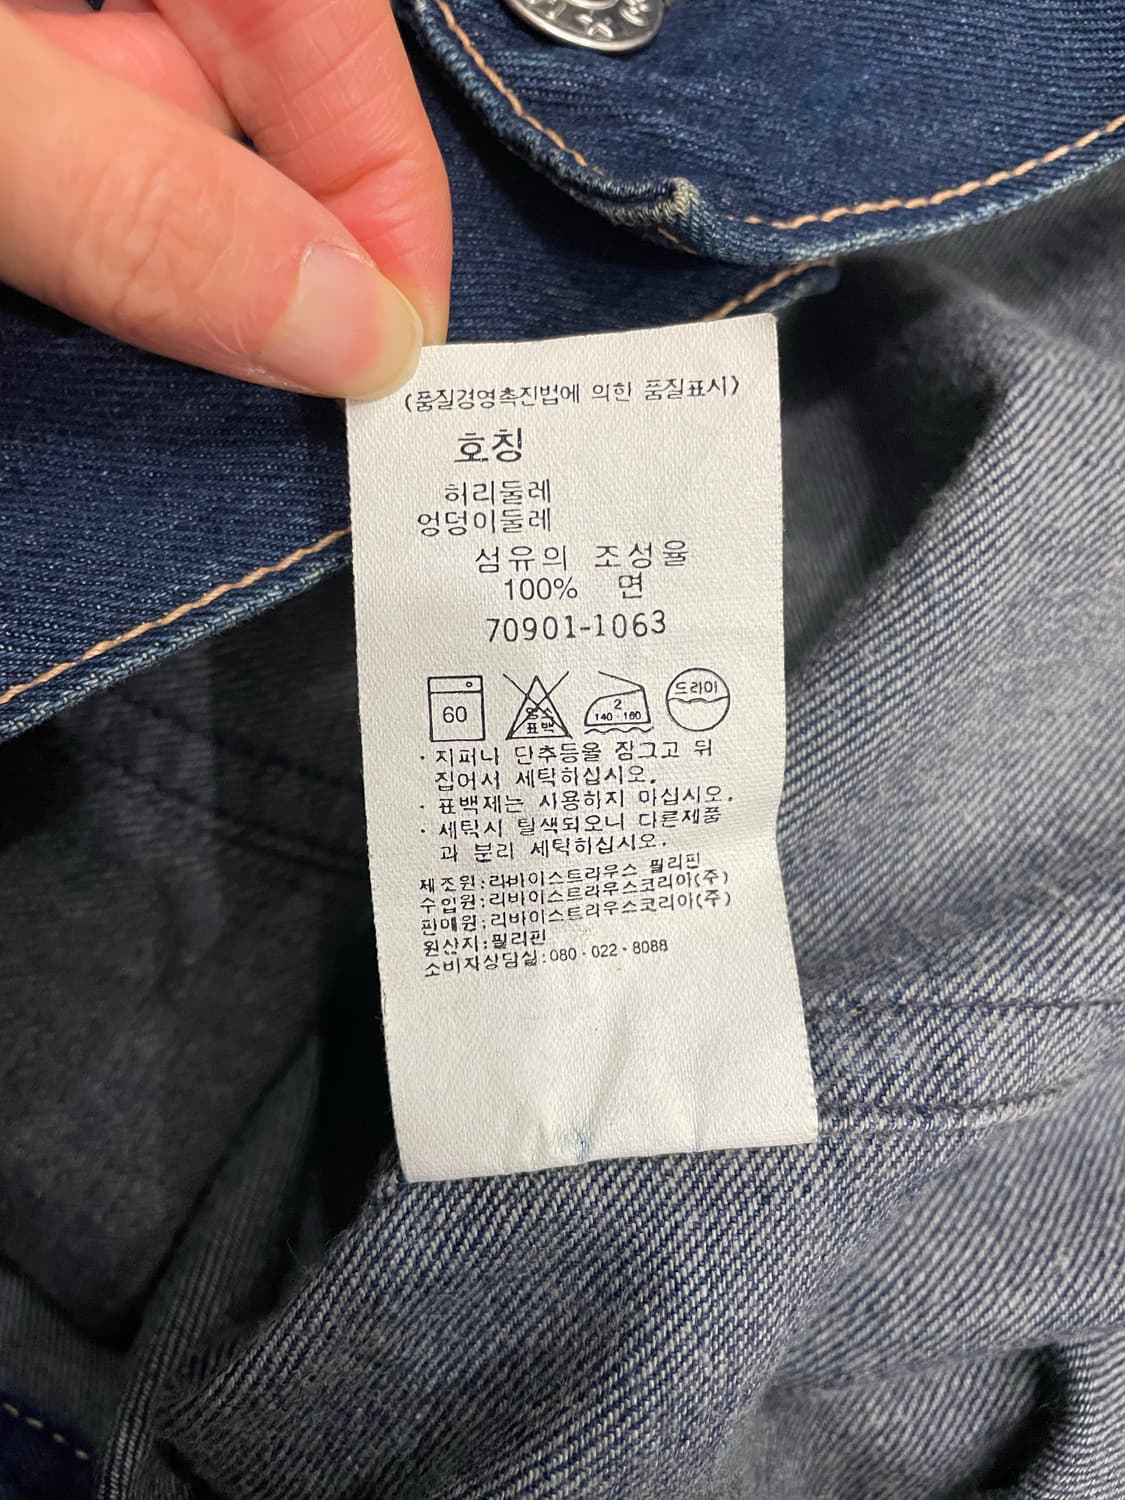 (품질경영촉진법에 의한 품질표시)
호칭
허리둘레
엉덩이둘레
섬유의 조성율
100% 면
70901-1063
60
염소
표백
2
140-160
드라이
· 지퍼나 단추등을 잠그고 뒤
집어서 세탁하십시오.
· 표백제는 사용하지 마십시오.
· 세탁시 탈색되오니 다른제품
과 분리 세탁하십시오.
제조원:리바이스트라우스 필리핀
수입원:리바이스트라우스코리아(주)
판매원:리바이스트라우스코리아(주)
원산지:필리핀
소비자상담실:080-022-8088